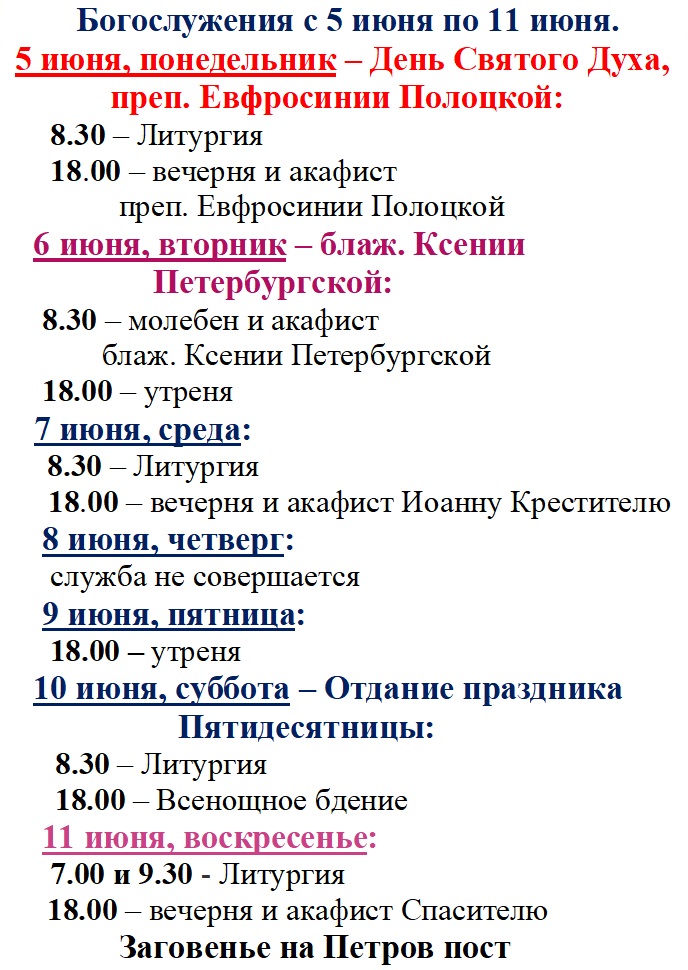 Богослужения с 5 июня по 11 июня.
5 июня, понедельник – День Святого Духа,
преп. Евфросинии Полоцкой:
8.30 – Литургия
18.00 – вечерня и акафист
преп. Евфросинии Полоцкой
6 июня, вторник – блаж. Ксении
Петербургской:
8.30 – молебен и акафист
блаж. Ксении Петербургской
18.00 – утреня
7 июня, среда:
8.30 – Литургия
18.00 – вечерня и акафист Иоанну Крестителю
8 июня, четверг:
служба не совершается
9 июня, пятница:
18.00 – утреня
10 июня, суббота – Отдание праздника
Пятидесятницы:
8.30 – Литургия
18.00 – Всенощное бдение
11 июня, воскресенье:
7.00 и 9.30 - Литургия
18.00 – вечерня и акафист Спасителю
Заговенье на Петров пост